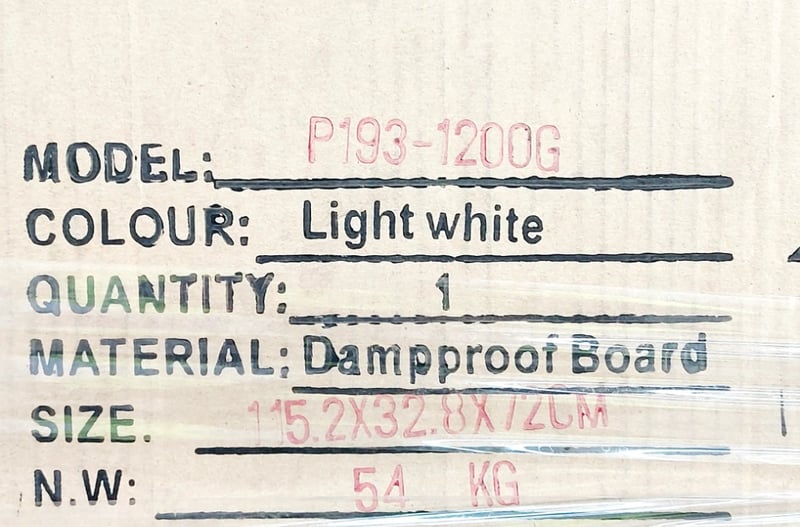 MODEL: P193-1200G
COLOUR: Light white
QUANTITY: 1
MATERIAL: Dampproof Board
SIZE. 115.2X32.8X72CM
N.W: 54 KG